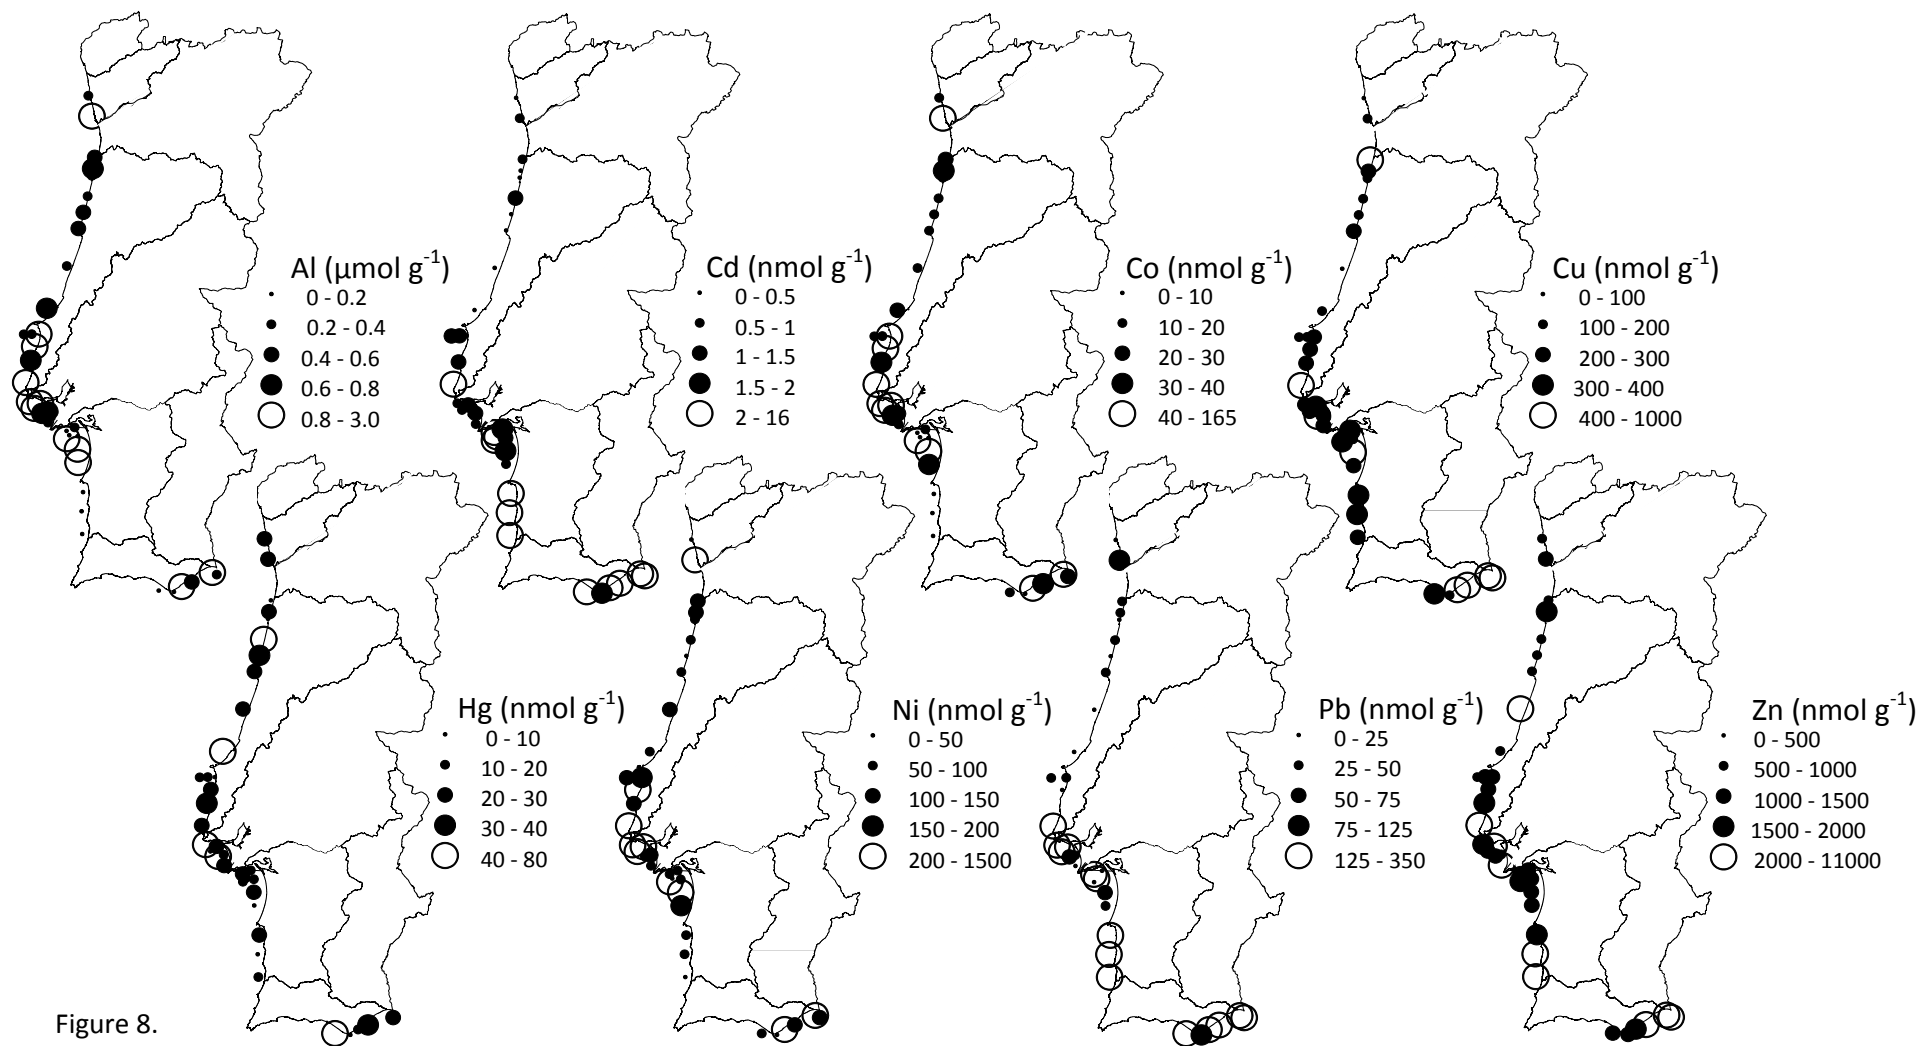 Al (µmol g⁻¹)
0 - 0.2
0.2 - 0.4
0.4 - 0.6
0.6 - 0.8
0.8 - 3.0
Cd (nmol g⁻¹)
0 - 0.5
0.5 - 1
1 - 1.5
1.5 - 2
2 - 16
Co (nmol g⁻¹)
0 - 10
10 - 20
20 - 30
30 - 40
40 - 165
Cu (nmol g⁻¹)
0 - 100
100 - 200
200 - 300
300 - 400
400 - 1000
Hg (nmol g⁻¹)
0 - 10
10 - 20
20 - 30
30 - 40
40 - 80
Ni (nmol g⁻¹)
0 - 50
50 - 100
100 - 150
150 - 200
200 - 1500
Pb (nmol g⁻¹)
0 - 25
25 - 50
50 - 75
75 - 125
125 - 350
Zn (nmol g⁻¹)
0 - 500
500 - 1000
1000 - 1500
1500 - 2000
2000 - 11000
Figure 8.